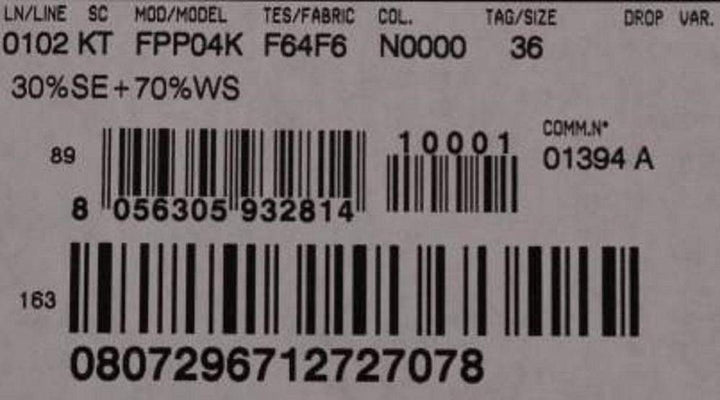 LN/LINE SC MOD/MODEL TES/FABRIC COL. TAG/SIZE DROP VAR.
0102 KT FPP04K F64F6 N0000 36
30%SE+70%WS
10001
COMM.N°
89
01394 A
8 056305 932814
163
0807296712727078